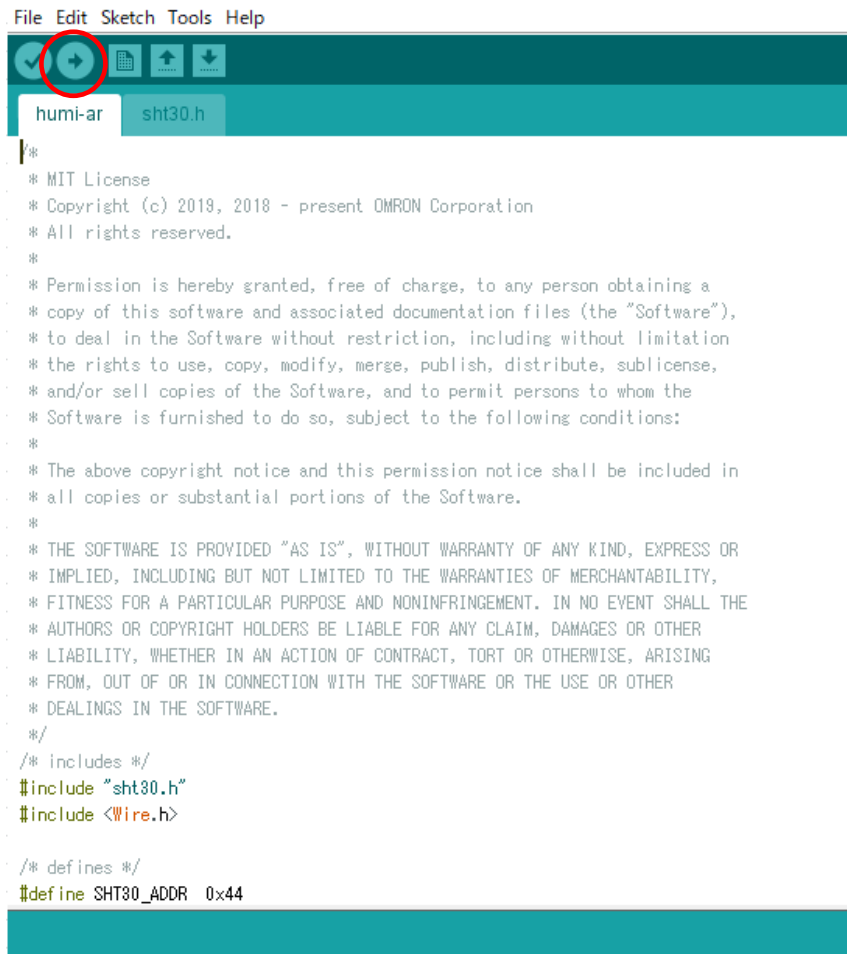 File Edit Sketch Tools Help
humi-ar sht30.h
/*
* MIT License
* Copyright (c) 2019, 2018 - present OMRON Corporation
* All rights reserved.
*
* Permission is hereby granted, free of charge, to any person obtaining a
* copy of this software and associated documentation files (the "Software"),
* to deal in the Software without restriction, including without limitation
* the rights to use, copy, modify, merge, publish, distribute, sublicense,
* and/or sell copies of the Software, and to permit persons to whom the
* Software is furnished to do so, subject to the following conditions:
*
* The above copyright notice and this permission notice shall be included in
* all copies or substantial portions of the Software.
*
* THE SOFTWARE IS PROVIDED "AS IS", WITHOUT WARRANTY OF ANY KIND, EXPRESS OR
* IMPLIED, INCLUDING BUT NOT LIMITED TO THE WARRANTIES OF MERCHANTABILITY,
* FITNESS FOR A PARTICULAR PURPOSE AND NONINFRINGEMENT. IN NO EVENT SHALL THE
* AUTHORS OR COPYRIGHT HOLDERS BE LIABLE FOR ANY CLAIM, DAMAGES OR OTHER
* LIABILITY, WHETHER IN AN ACTION OF CONTRACT, TORT OR OTHERWISE, ARISING
* FROM, OUT OF OR IN CONNECTION WITH THE SOFTWARE OR THE USE OR OTHER
* DEALINGS IN THE SOFTWARE.
*/
/* includes */
#include "sht30.h"
#include <Wire.h>
/* defines */
#define SHT30_ADDR 0x44